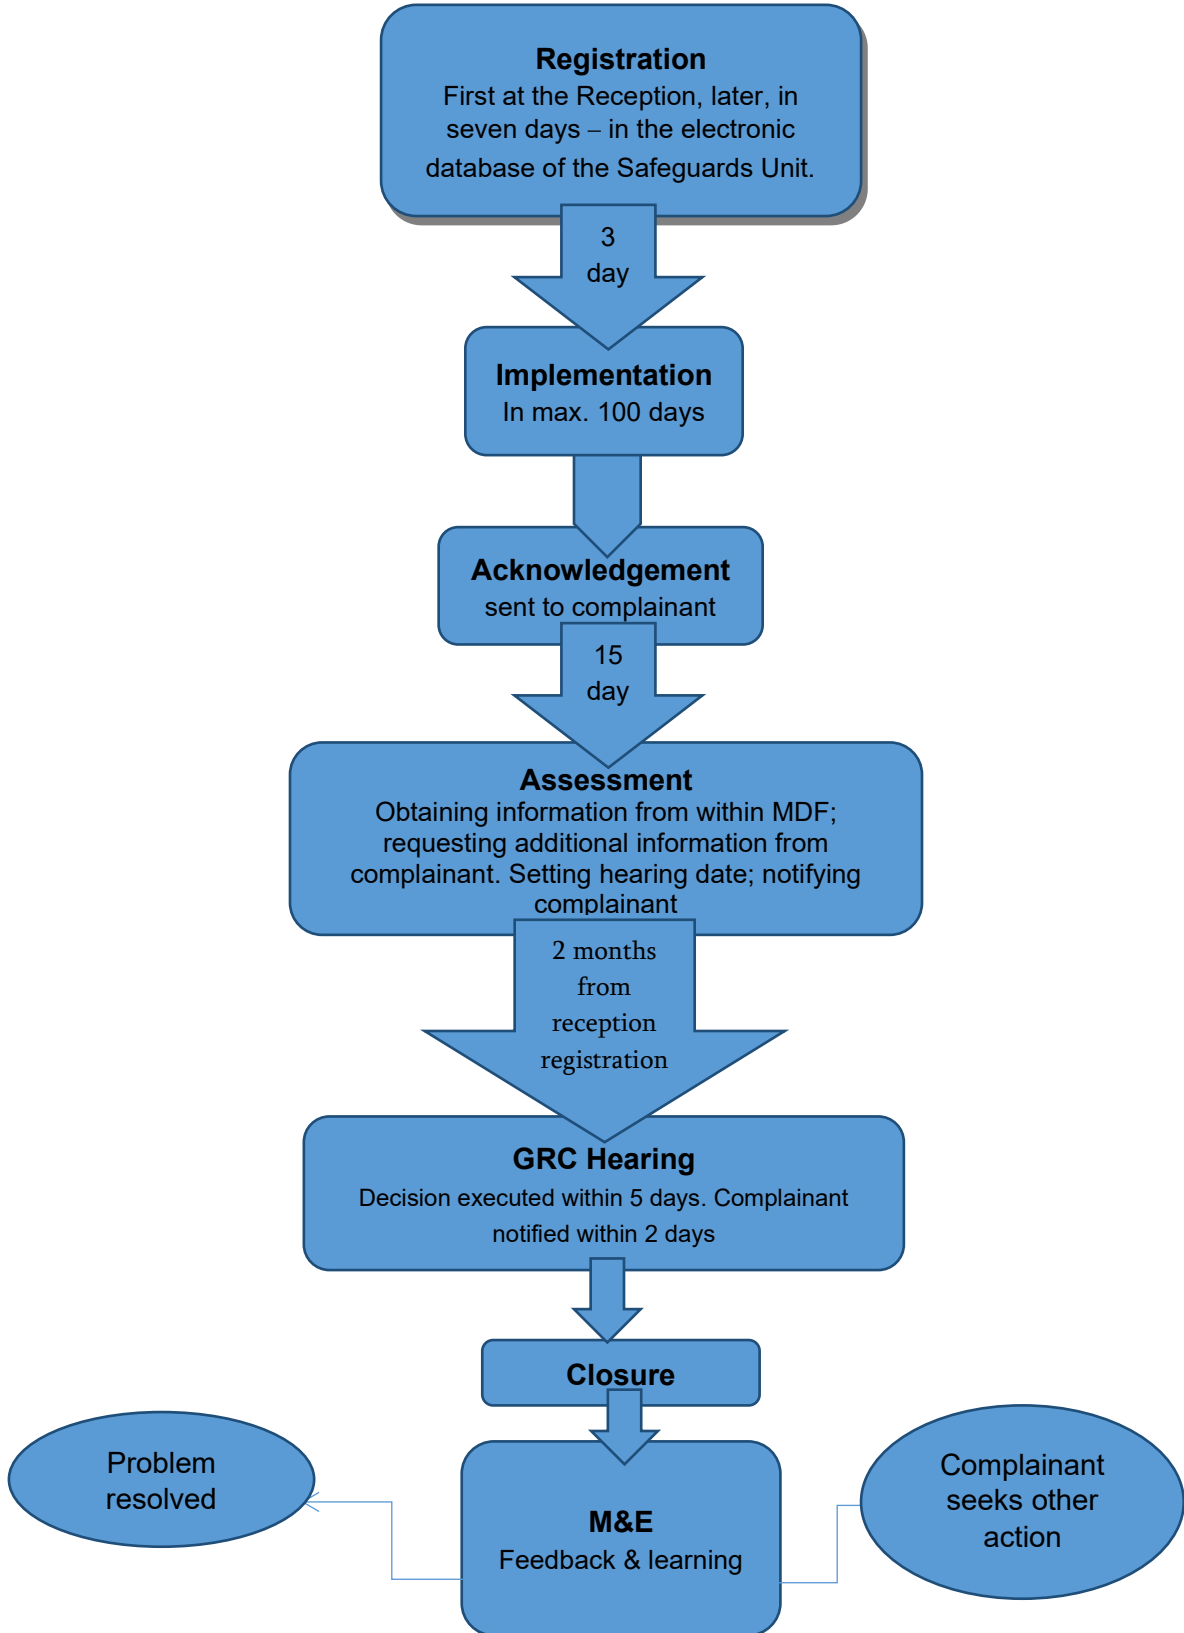 Registration
First at the Reception, later, in
seven days – in the electronic
database of the Safeguards Unit.
3
day
Implementation
In max. 100 days
Acknowledgement
sent to complainant
15
day
Assessment
Obtaining information from within MDF;
requesting additional information from
complainant. Setting hearing date; notifying
complainant
2 months
from
reception
registration
GRC Hearing
Decision executed within 5 days. Complainant
notified within 2 days
Closure
Problem
resolved
M&E
Feedback & learning
Complainant
seeks other
action